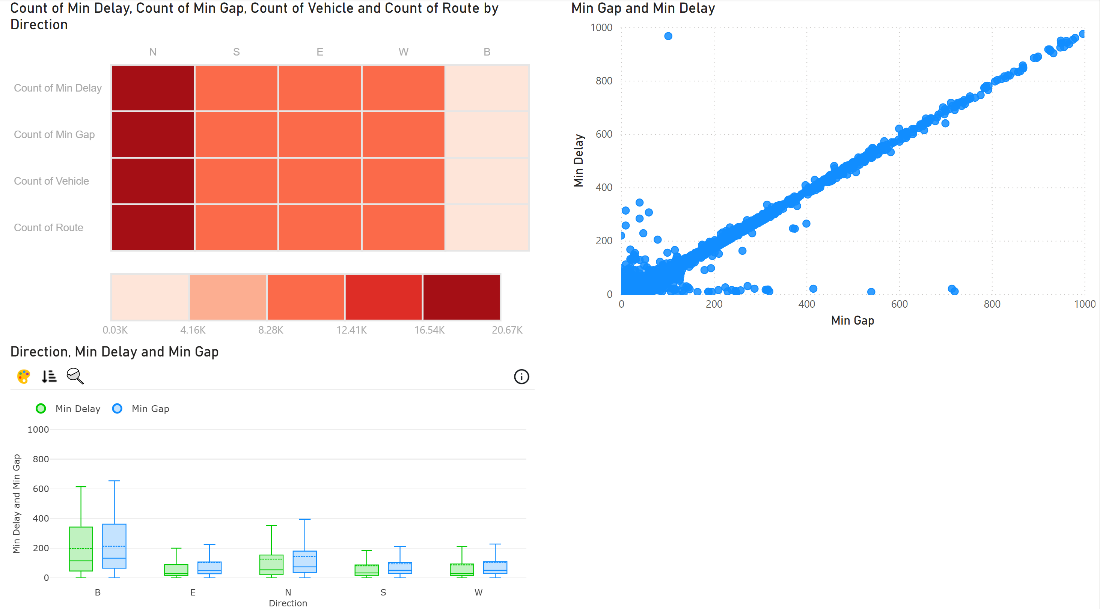 Count of Min Delay, Count of Min Gap, Count of Vehicle and Count of Route by
Direction
N S E W B
Count of Min Delay
Count of Min Gap
Count of Vehicle
Count of Route
0.03K 4.16K 8.28K 12.41K 16.54K 20.67K
Min Gap and Min Delay
1000
800
600
400
200
0
Min Delay
0 200 400 600 800 1000
Min Gap
Direction, Min Delay and Min Gap
Min Delay Min Gap
1000
800
600
400
200
0
Min Delay and Min Gap
B E N S W
Direction